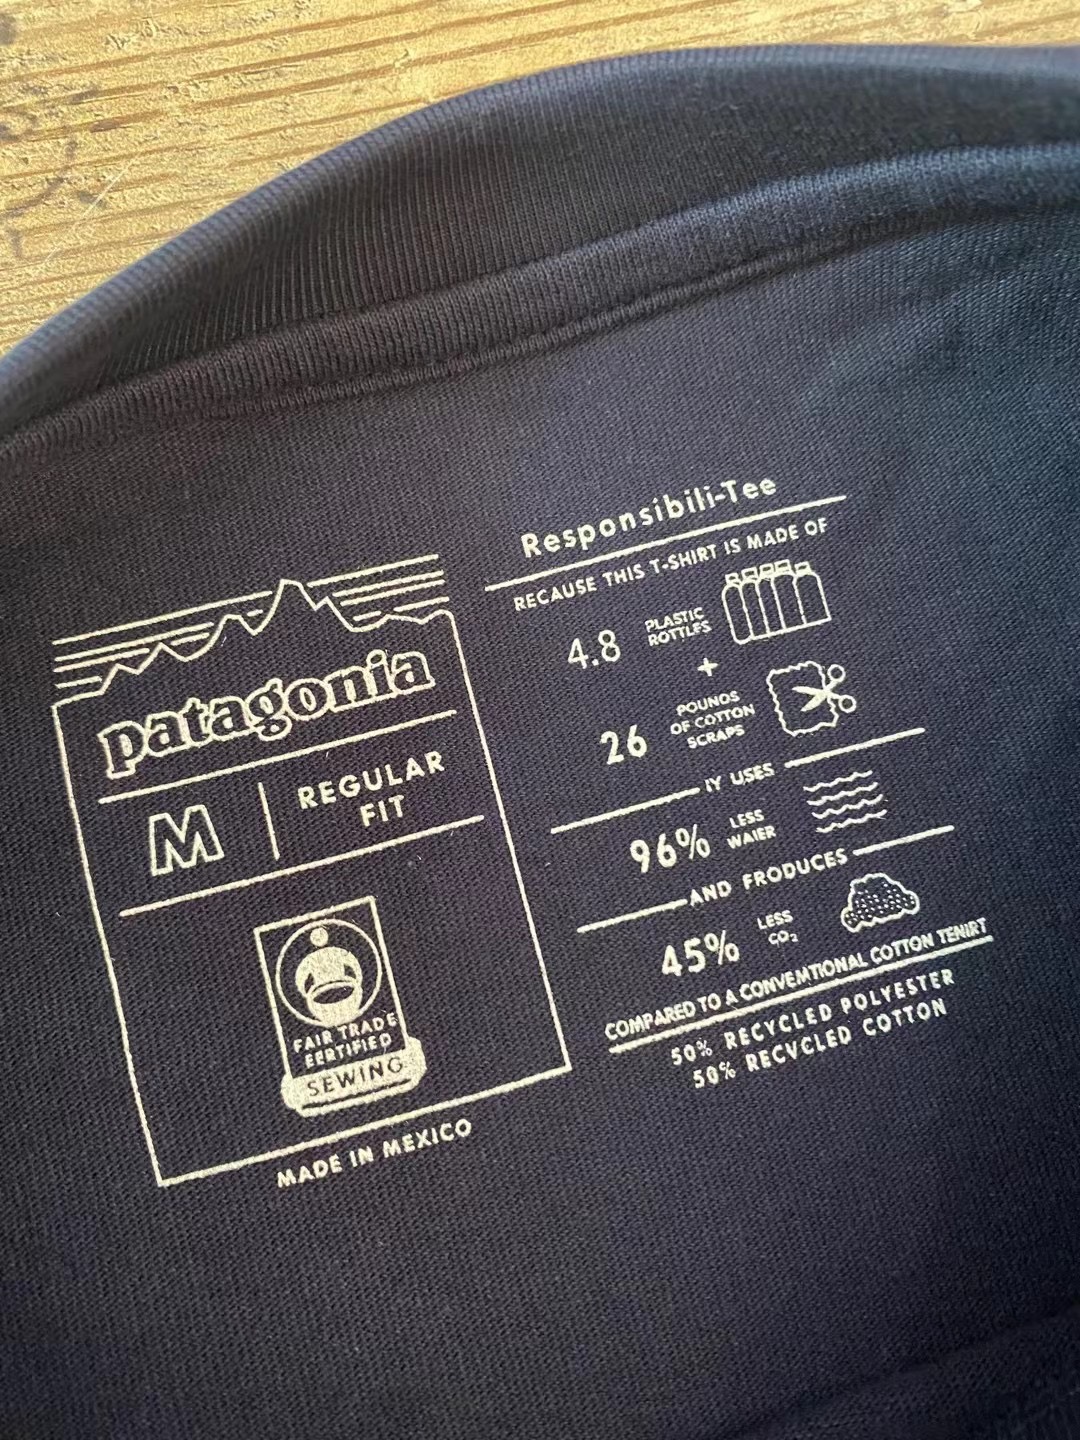 patagonia
M
REGULAR
FIT
FAIR TRADE
EERTIFIED
SEWING
MADE IN MEXICO
Responsibili-Tee
RECAUSE THIS T-SHIRT IS MADE OF
4.8
PLASTIC
ROTTLFS
+
26
POUNOS
OF COTTON
SCRAPS
IY USES
96%
LESS
WAIER
AND FRODUCES
45%
LESS
CO₂
COMPARED TO A CONVEMTIONAL COTTON TENIRT
50% RECYCLED POLYESTER
50% RECVCLED COTTON